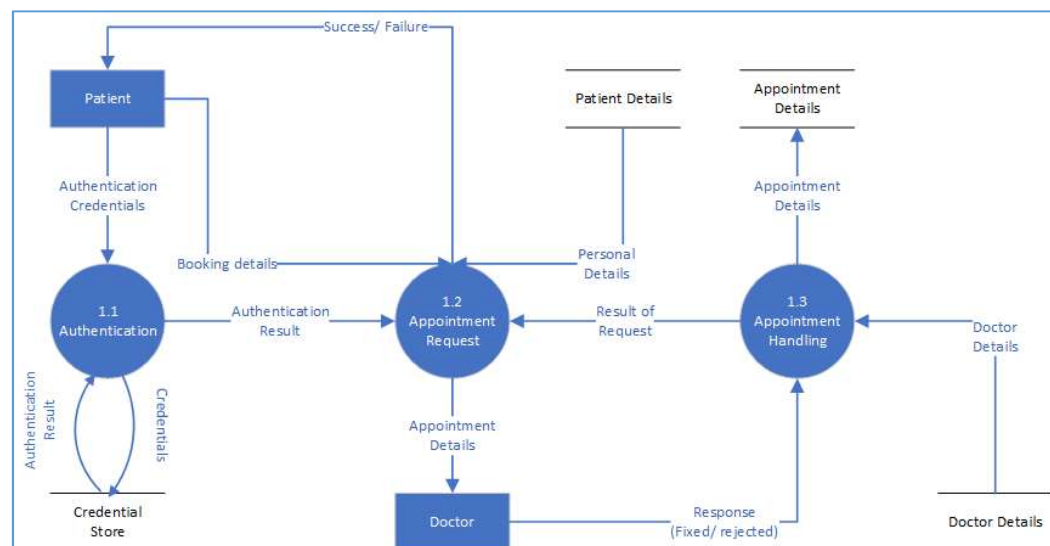 Success/ Failure
Patient
Patient Details
Appointment
Details
Authentication
Credentials
Appointment
Details
Booking details
Personal
Details
1.1
Authentication
Authentication
Result
1.2
Appointment
Request
Result of
Request
1.3
Appointment
Handling
Doctor
Details
Authentication
Result
Credentials
Appointment
Details
Credential
Store
Doctor
Response
(Fixed/ rejected)
Doctor Details